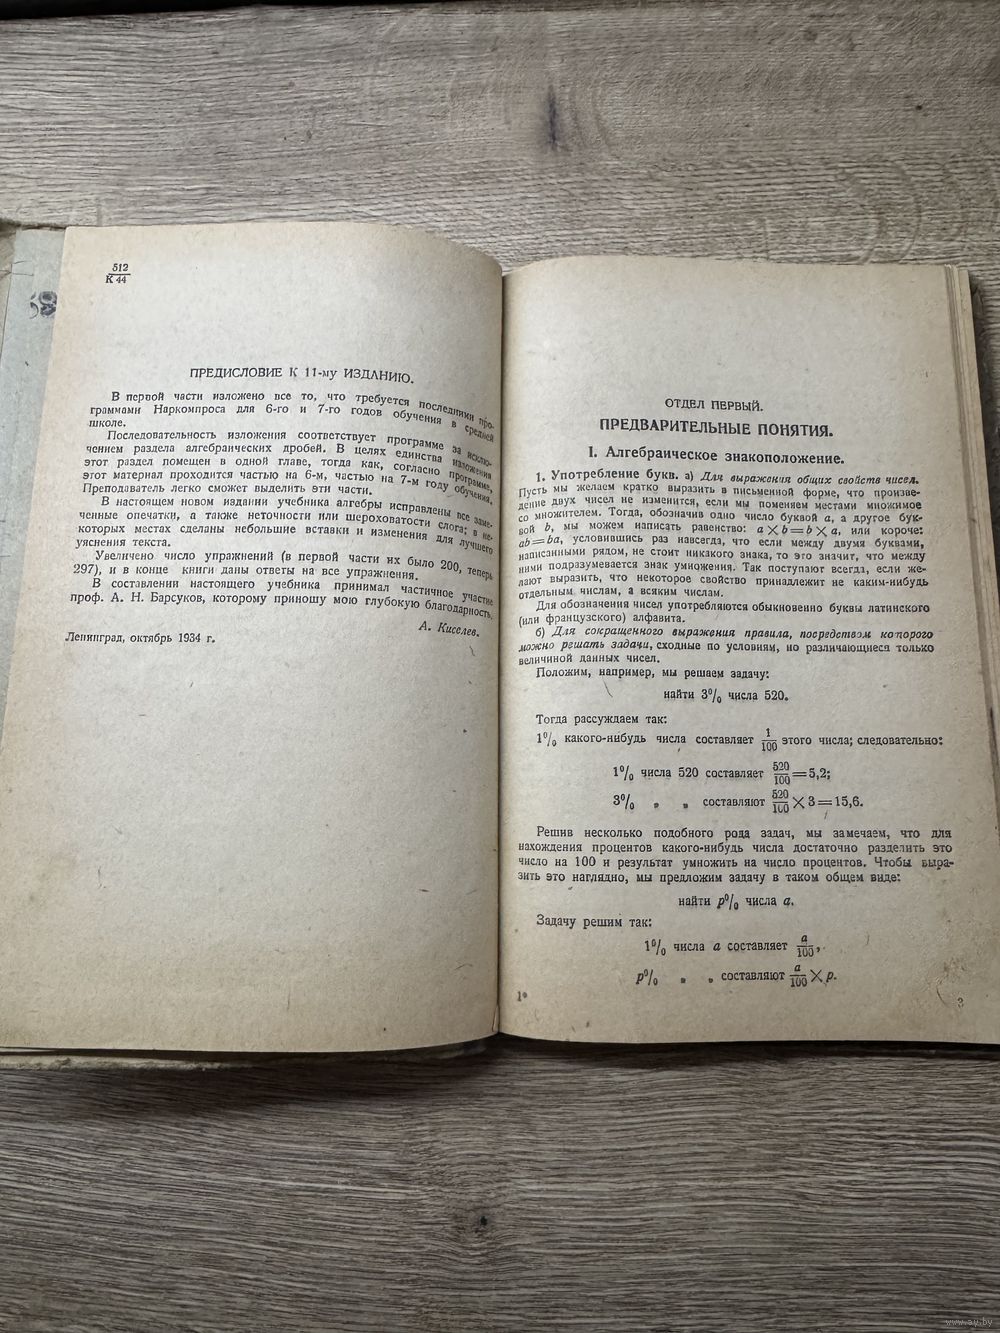 512
К 44
ПРЕДИСЛОВИЕ К 11-му ИЗДАНИЮ.
В первой части изложено все то, что требуется последними про-
граммами Наркомпроса для 6-го и 7-го годов обучения в средней
школе.
Последовательность изложения соответствует программе за исклю-
чением раздела алгебраических дробей. В целях единства изложения
этот раздел помещен в одной главе, тогда как, согласно программе,
этот материал проходится частью на 6-м, частью на 7-м году обучения.
Преподаватель легко сможет выделить эти части.
В настоящем новом издании учебника алгебры исправлены все заме-
ченные опечатки, а также неточности или шероховатости слога; в не-
которых местах сделаны небольшие вставки и изменения для лучшего
уяснения текста.
Увеличено число упражнений (в первой части их было 200, теперь
297), и в конце книги даны ответы на все упражнения.
В составлении настоящего учебника принимал частичное участие
проф. А. Н. Барсуков, которому приношу мою глубокую благодарность.
А. Киселев.
Ленинград, октябрь 1934 г.
ОТДЕЛ ПЕРВЫЙ.
ПРЕДВАРИТЕЛЬНЫЕ ПОНЯТИЯ.
I. Алгебраическое знакоположение.
1. Употребление букв. а) Для выражения общих свойств чисел.
Пусть мы желаем кратко выразить в письменной форме, что произве-
дение двух чисел не изменится, если мы поменяем местами множимое
со множителем. Тогда, обозначив одно число буквой a, а другое бук-
вой b, мы можем написать равенство: a × b = b × a, или короче:
ab = ba, условившись раз навсегда, что если между двумя буквами,
написанными рядом, не стоит никакого знака, то это значит, что между
ними подразумевается знак умножения. Так поступают всегда, если же-
лают выразить, что некоторое свойство принадлежит не каким-нибудь
отдельным числам, а всяким числам.
Для обозначения чисел употребляются обыкновенно буквы латинского
(или французского) алфавита.
б) Для сокращенного выражения правила, посредством которого
можно решать задачи, сходные по условиям, но различающиеся только
величиной данных чисел.
Положим, например, мы решаем задачу:
найти 3% числа 520.
Тогда рассуждаем так:
1% какого-нибудь числа составляет 1/100 этого числа; следовательно:
1% числа 520 составляет 520/100 = 5,2;
3% „ „ составляют 520/100 × 3 = 15,6.
Решив несколько подобного рода задач, мы замечаем, что для
нахождения процентов какого-нибудь числа достаточно разделить это
число на 100 и результат умножить на число процентов. Чтобы выра-
зить это наглядно, мы предложим задачу в таком общем виде:
найти p% числа a.
Задачу решим так:
1% числа a составляет a/100,
p% „ „ составляют a/100 × p.
1*
3
www.ay.by